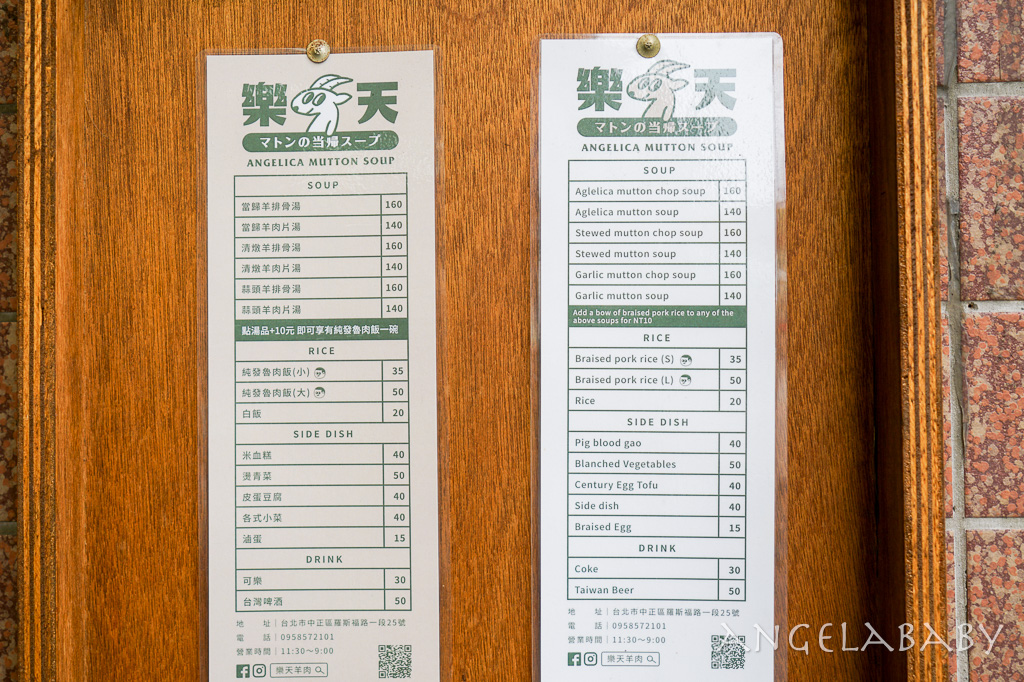 樂天
マトンの当帰スープ
ANGELICA MUTTON SOUP
SOUP
當歸羊排骨湯 160
當歸羊肉片湯 140
清燉羊排骨湯 160
清燉羊肉片湯 140
蒜頭羊排骨湯 160
蒜頭羊肉片湯 140
點湯品+10元 即可享有純發魯肉飯一碗
RICE
純發魯肉飯(小) 35
純發魯肉飯(大) 50
白飯 20
SIDE DISH
米血糕 40
燙青菜 50
皮蛋豆腐 40
各式小菜 40
滷蛋 15
DRINK
可樂 30
台灣啤酒 50
地 址｜台北市中正區羅斯福路一段25號
電 話｜0958572101
營業時間｜11:30～9:00
樂天羊肉
樂天
マトンの当帰スープ
ANGELICA MUTTON SOUP
SOUP
Aglelica mutton chop soup 160
Aglelica mutton soup 140
Stewed mutton chop soup 160
Stewed mutton soup 140
Garlic mutton chop soup 160
Garlic mutton soup 140
Add a bow of braised pork rice to any of the
above soups for NT10
RICE
Braised pork rice (S) 35
Braised pork rice (L) 50
Rice 20
SIDE DISH
Pig blood gao 40
Blanched Vegetables 50
Century Egg Tofu 40
Side dish 40
Braised Egg 15
DRINK
Coke 30
Taiwan Beer 50
地 址｜台北市中正區羅斯福路一段25號
電 話｜0958572101
營業時間｜11:30～9:00
樂天羊肉
ANGELABABY